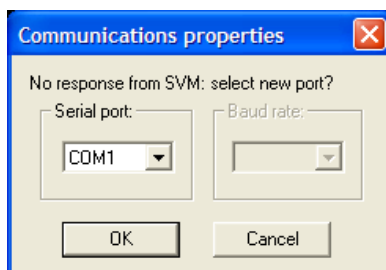 Communications properties
No response from SVM: select new port?
Serial port:
Baud rate:
COM1
OK
Cancel